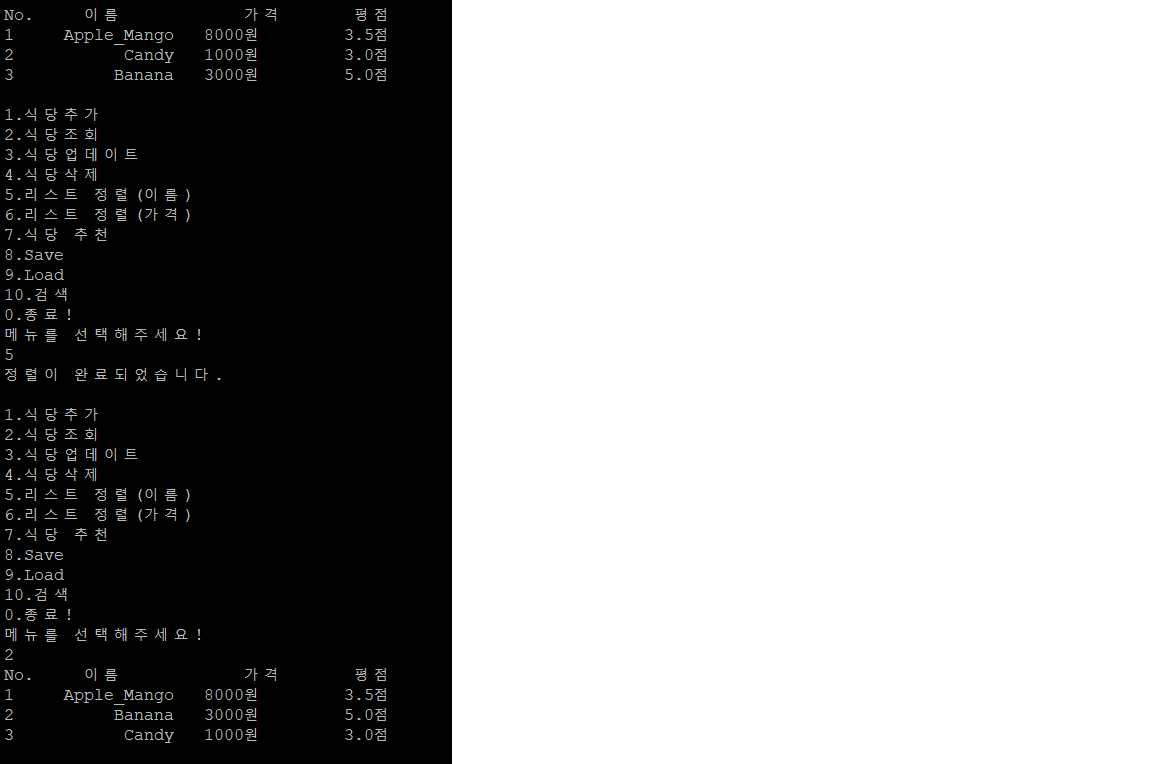 No. 이름 가격 평점
1 Apple_Mango 8000원 3.5점
2 Candy 1000원 3.0점
3 Banana 3000원 5.0점
1.식당추가
2.식당조회
3.식당업데이트
4.식당삭제
5.리스트 정렬(이름)
6.리스트 정렬(가격)
7.식당 추천
8.Save
9.Load
10.검색
0.종료!
메뉴를 선택해주세요!
5
정렬이 완료되었습니다.
1.식당추가
2.식당조회
3.식당업데이트
4.식당삭제
5.리스트 정렬(이름)
6.리스트 정렬(가격)
7.식당 추천
8.Save
9.Load
10.검색
0.종료!
메뉴를 선택해주세요!
2
No. 이름 가격 평점
1 Apple_Mango 8000원 3.5점
2 Banana 3000원 5.0점
3 Candy 1000원 3.0점